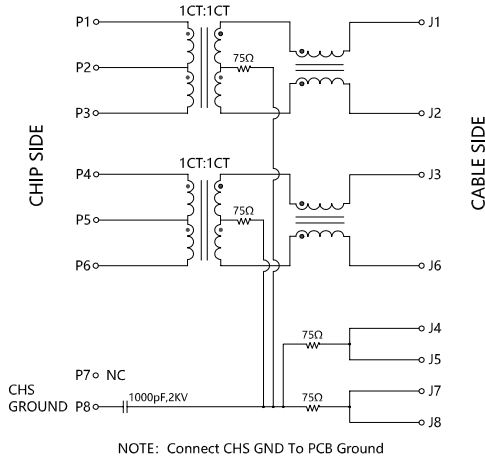 1CT:1CT
P1 J1
75Ω
P2
P3 J2
CHIP SIDE
CABLE SIDE
1CT:1CT
P4 J3
75Ω
P5
P6 J6
75Ω J4
J5
P7 NC
CHS
GROUND P8 1000pF,2KV 75Ω J7
J8
NOTE: Connect CHS GND To PCB Ground